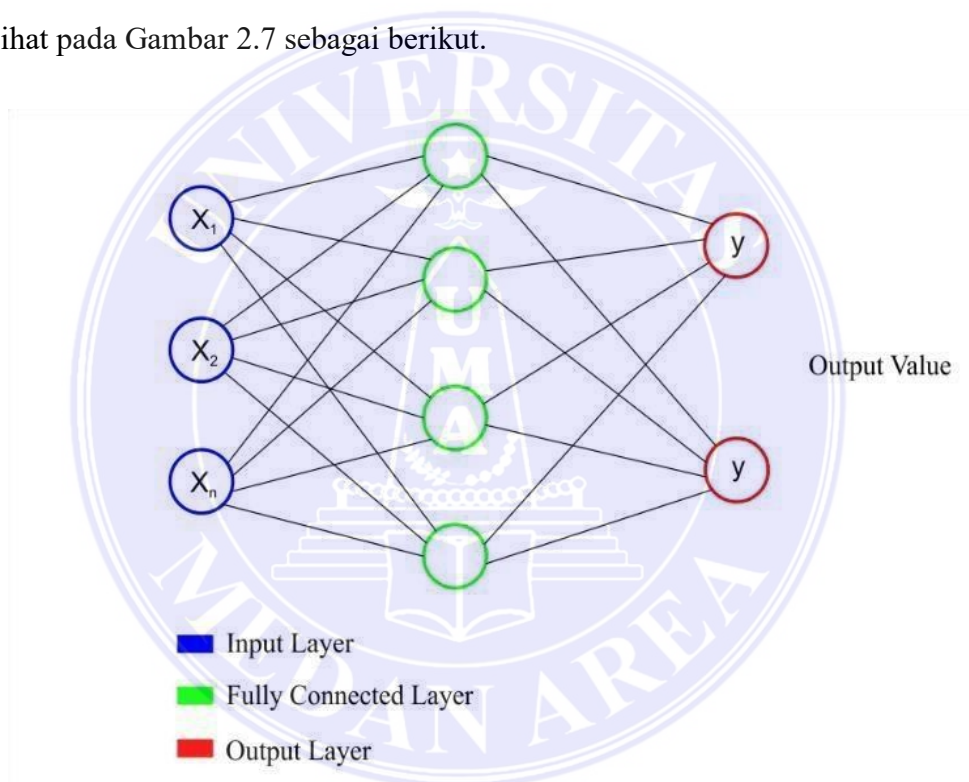 ihat pada Gambar 2.7 sebagai berikut.
UNIVERSITAS
X₁
y
UMA
X₂
Output Value
Xₙ
y
MEDAN AREA
Input Layer
Fully Connected Layer
Output Layer